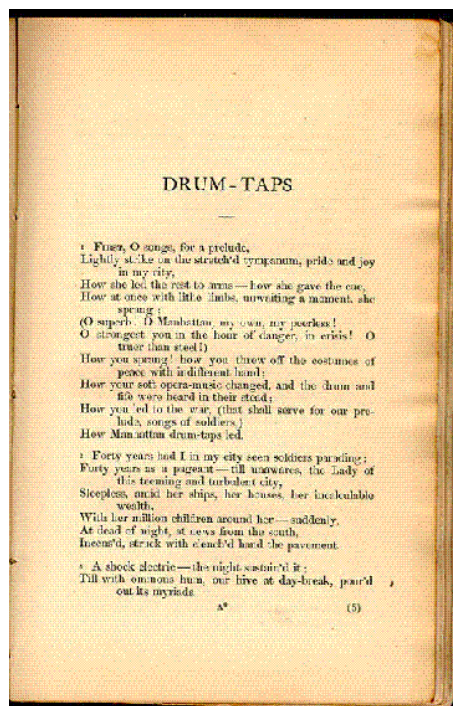 DRUM-TAPS
1 FIRST, O songs, for a prelude,
Lightly strike on the stretch'd tympanum, pride and joy
in my city,
How she led the rest to arms—how she gave the cue,
How at once with lithe limbs, unwaiting a moment, she
sprang;
(O superb! O Manhattan, my own, my peerless!
O strongest you in the hour of danger, in crisis! O
truer than steel!)
How you sprang! how you threw off the costumes of
peace with indifferent hand;
How your soft opera-music changed, and the drum and
fife were heard in their stead;
How you led to the war, (that shall serve for our pre-
lude, songs of soldiers,)
How Manhattan drum-taps led.
2 Forty years had I in my city seen soldiers parading;
Forty years as a pageant—till unawares, the Lady of
this teeming and turbulent city,
Sleepless, amid her ships, her houses, her incalculable
wealth,
With her million children around her—suddenly,
At dead of night, at news from the south,
Incens'd, struck with clench'd hand the pavement.
3 A shock electric—the night sustain'd it;
Till with ominous hum, our hive at day-break, pour'd
out its myriads.
A* (5)